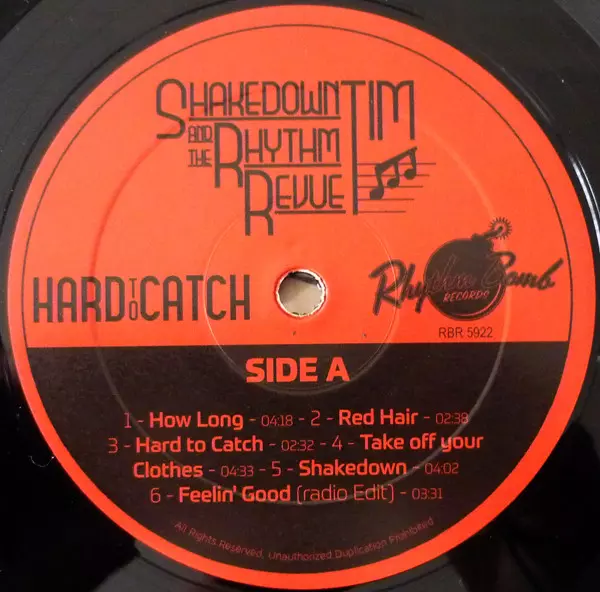 SHAKEDOWN TIM
AND THE RHYTHM
REVUE
HARD TO CATCH
Rhythm Bomb
RECORDS
RBR 5922
SIDE A
1 - How Long - 04:18 - 2 - Red Hair - 02:38
3 - Hard to Catch - 02:32 - 4 - Take off your
Clothes - 04:33 - 5 - Shakedown - 04:02
6 - Feelin' Good (radio Edit) - 03:31
All Rights Reserved, Unauthorized Duplication Prohibited